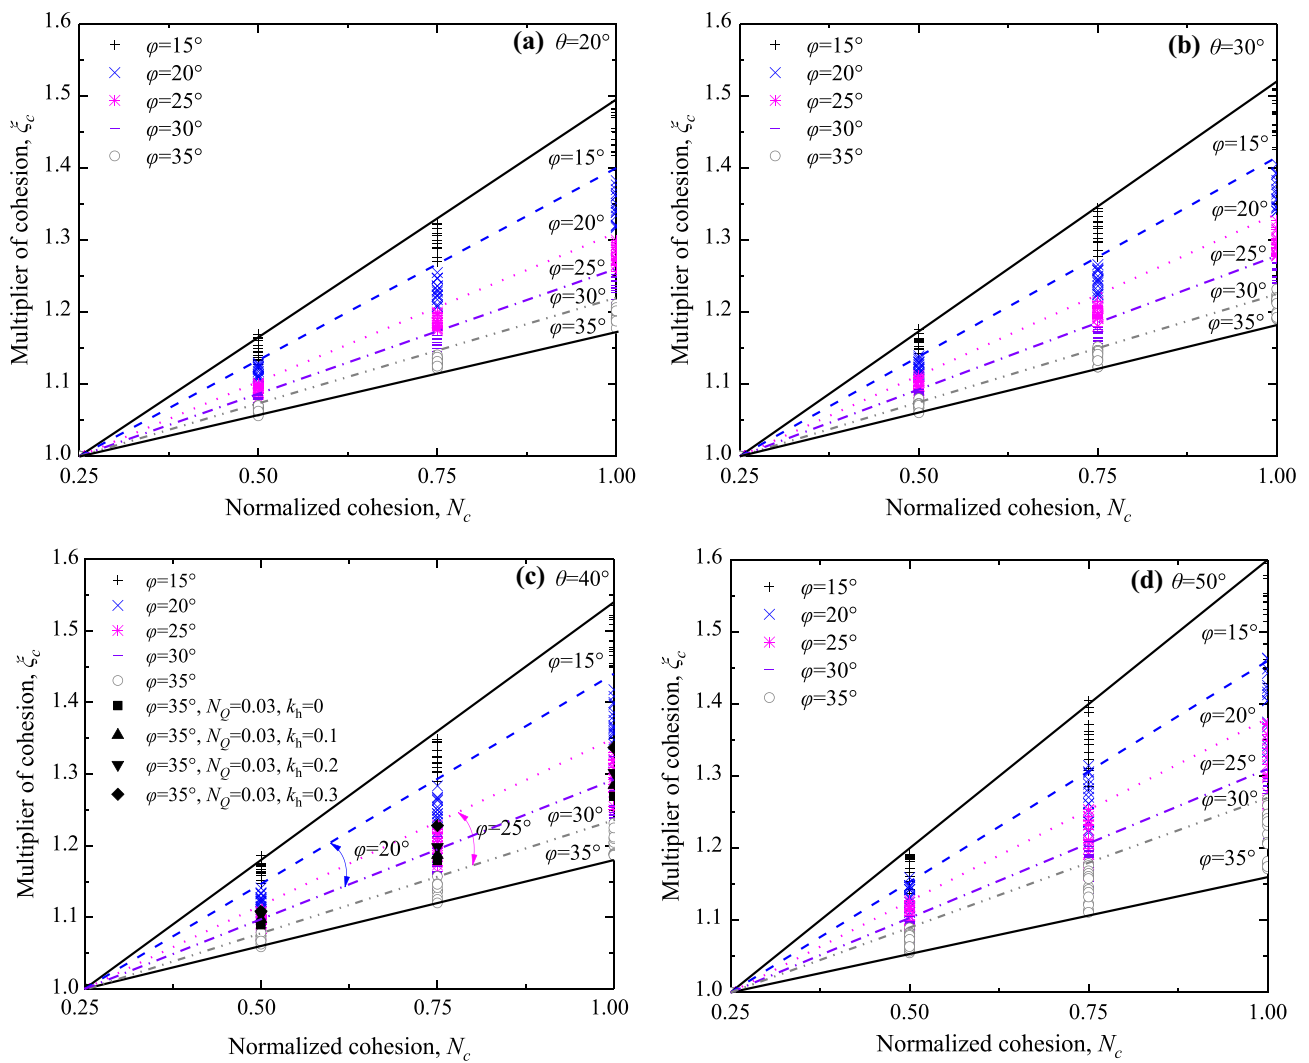 (a) θ=20°
φ=15°
φ=20°
φ=25°
φ=30°
φ=35°
1.6
1.5
1.4
1.3
1.2
1.1
1.0
Multiplier of cohesion, ξc
φ=15°
φ=20°
φ=25°
φ=30°
φ=35°
0.25 0.50 0.75 1.00
Normalized cohesion, Nc
(b) θ=30°
φ=15°
φ=20°
φ=25°
φ=30°
φ=35°
1.6
1.5
1.4
1.3
1.2
1.1
1.0
Multiplier of cohesion, ξc
φ=15°
φ=20°
φ=25°
φ=30°
φ=35°
0.25 0.50 0.75 1.00
Normalized cohesion, Nc
(c) θ=40°
φ=15°
φ=20°
φ=25°
φ=30°
φ=35°
φ=35°, NQ=0.03, kh=0
φ=35°, NQ=0.03, kh=0.1
φ=35°, NQ=0.03, kh=0.2
φ=35°, NQ=0.03, kh=0.3
1.6
1.5
1.4
1.3
1.2
1.1
1.0
Multiplier of cohesion, ξc
φ=15°
φ=20°
φ=25°
φ=30°
φ=35°
0.25 0.50 0.75 1.00
Normalized cohesion, Nc
(d) θ=50°
φ=15°
φ=20°
φ=25°
φ=30°
φ=35°
1.6
1.5
1.4
1.3
1.2
1.1
1.0
Multiplier of cohesion, ξc
φ=15°
φ=20°
φ=25°
φ=30°
φ=35°
0.25 0.50 0.75 1.00
Normalized cohesion, Nc